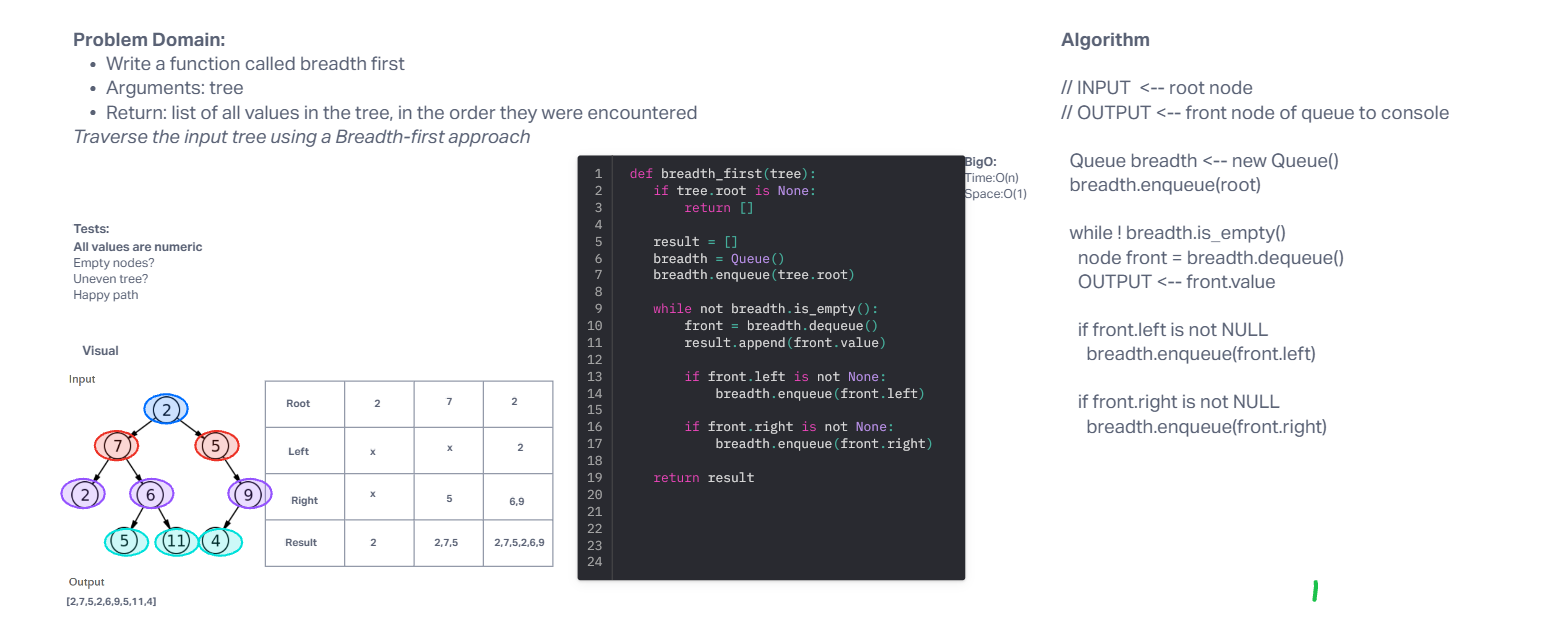 Problem Domain:
• Write a function called breadth first
• Arguments: tree
• Return: list of all values in the tree, in the order they were encountered
Traverse the input tree using a Breadth-first approach
Tests:
All values are numeric
Empty nodes?
Uneven tree?
Happy path
Visual
Input
2
7 5
2 6 9
5 11 4
Root 2 7 2
Left x x 2
Right x 5 6,9
Result 2 2,7,5 2,7,5,2,6,9
Output
[2,7,5,2,6,9,5,11,4]
1 def breadth_first(tree):
2 if tree.root is None:
3 return []
4
5 result = []
6 breadth = Queue()
7 breadth.enqueue(tree.root)
8
9 while not breadth.is_empty():
10 front = breadth.dequeue()
11 result.append(front.value)
12
13 if front.left is not None:
14 breadth.enqueue(front.left)
15
16 if front.right is not None:
17 breadth.enqueue(front.right)
18
19 return result
20
21
22
23
24
BigO:
Time:O(n)
Space:O(1)
Algorithm
// INPUT <-- root node
// OUTPUT <-- front node of queue to console
Queue breadth <-- new Queue()
breadth.enqueue(root)
while ! breadth.is_empty()
node front = breadth.dequeue()
OUTPUT <-- front.value
if front.left is not NULL
breadth.enqueue(front.left)
if front.right is not NULL
breadth.enqueue(front.right)